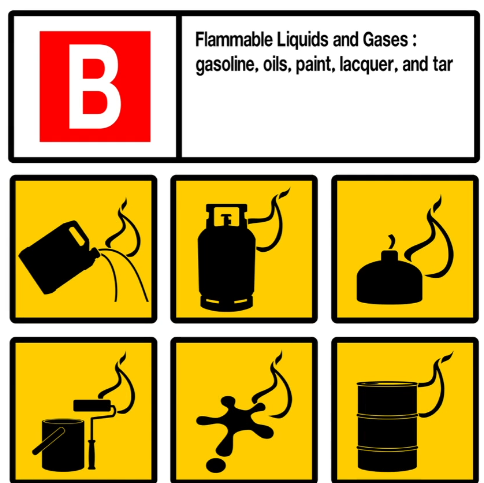 B
Flammable Liquids and Gases :
gasoline, oils, paint, lacquer, and tar